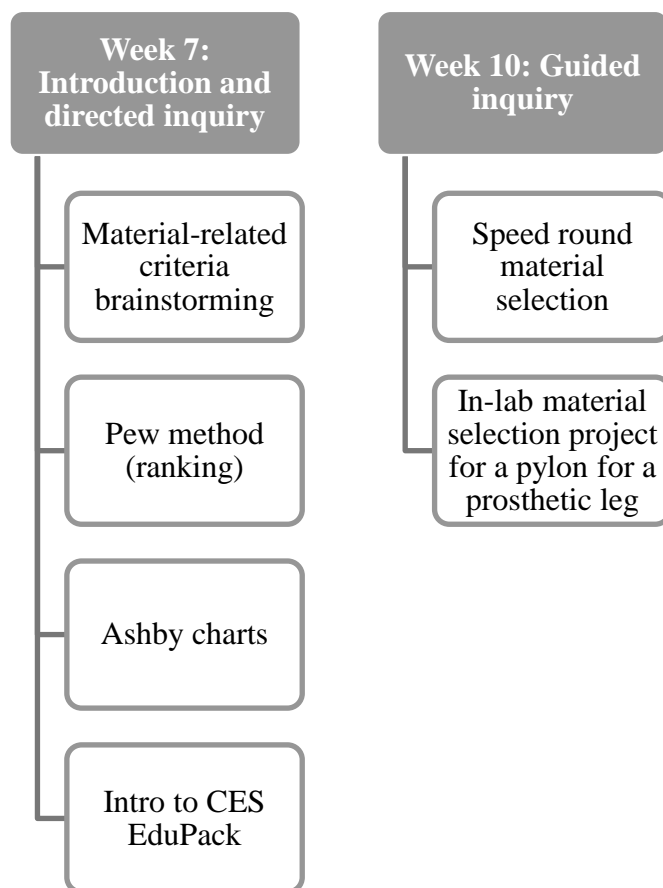 Week 7:
Introduction and
directed inquiry
Material-related
criteria
brainstorming
Pew method
(ranking)
Ashby charts
Intro to CES
EduPack
Week 10: Guided
inquiry
Speed round
material
selection
In-lab material
selection project
for a pylon for a
prosthetic leg